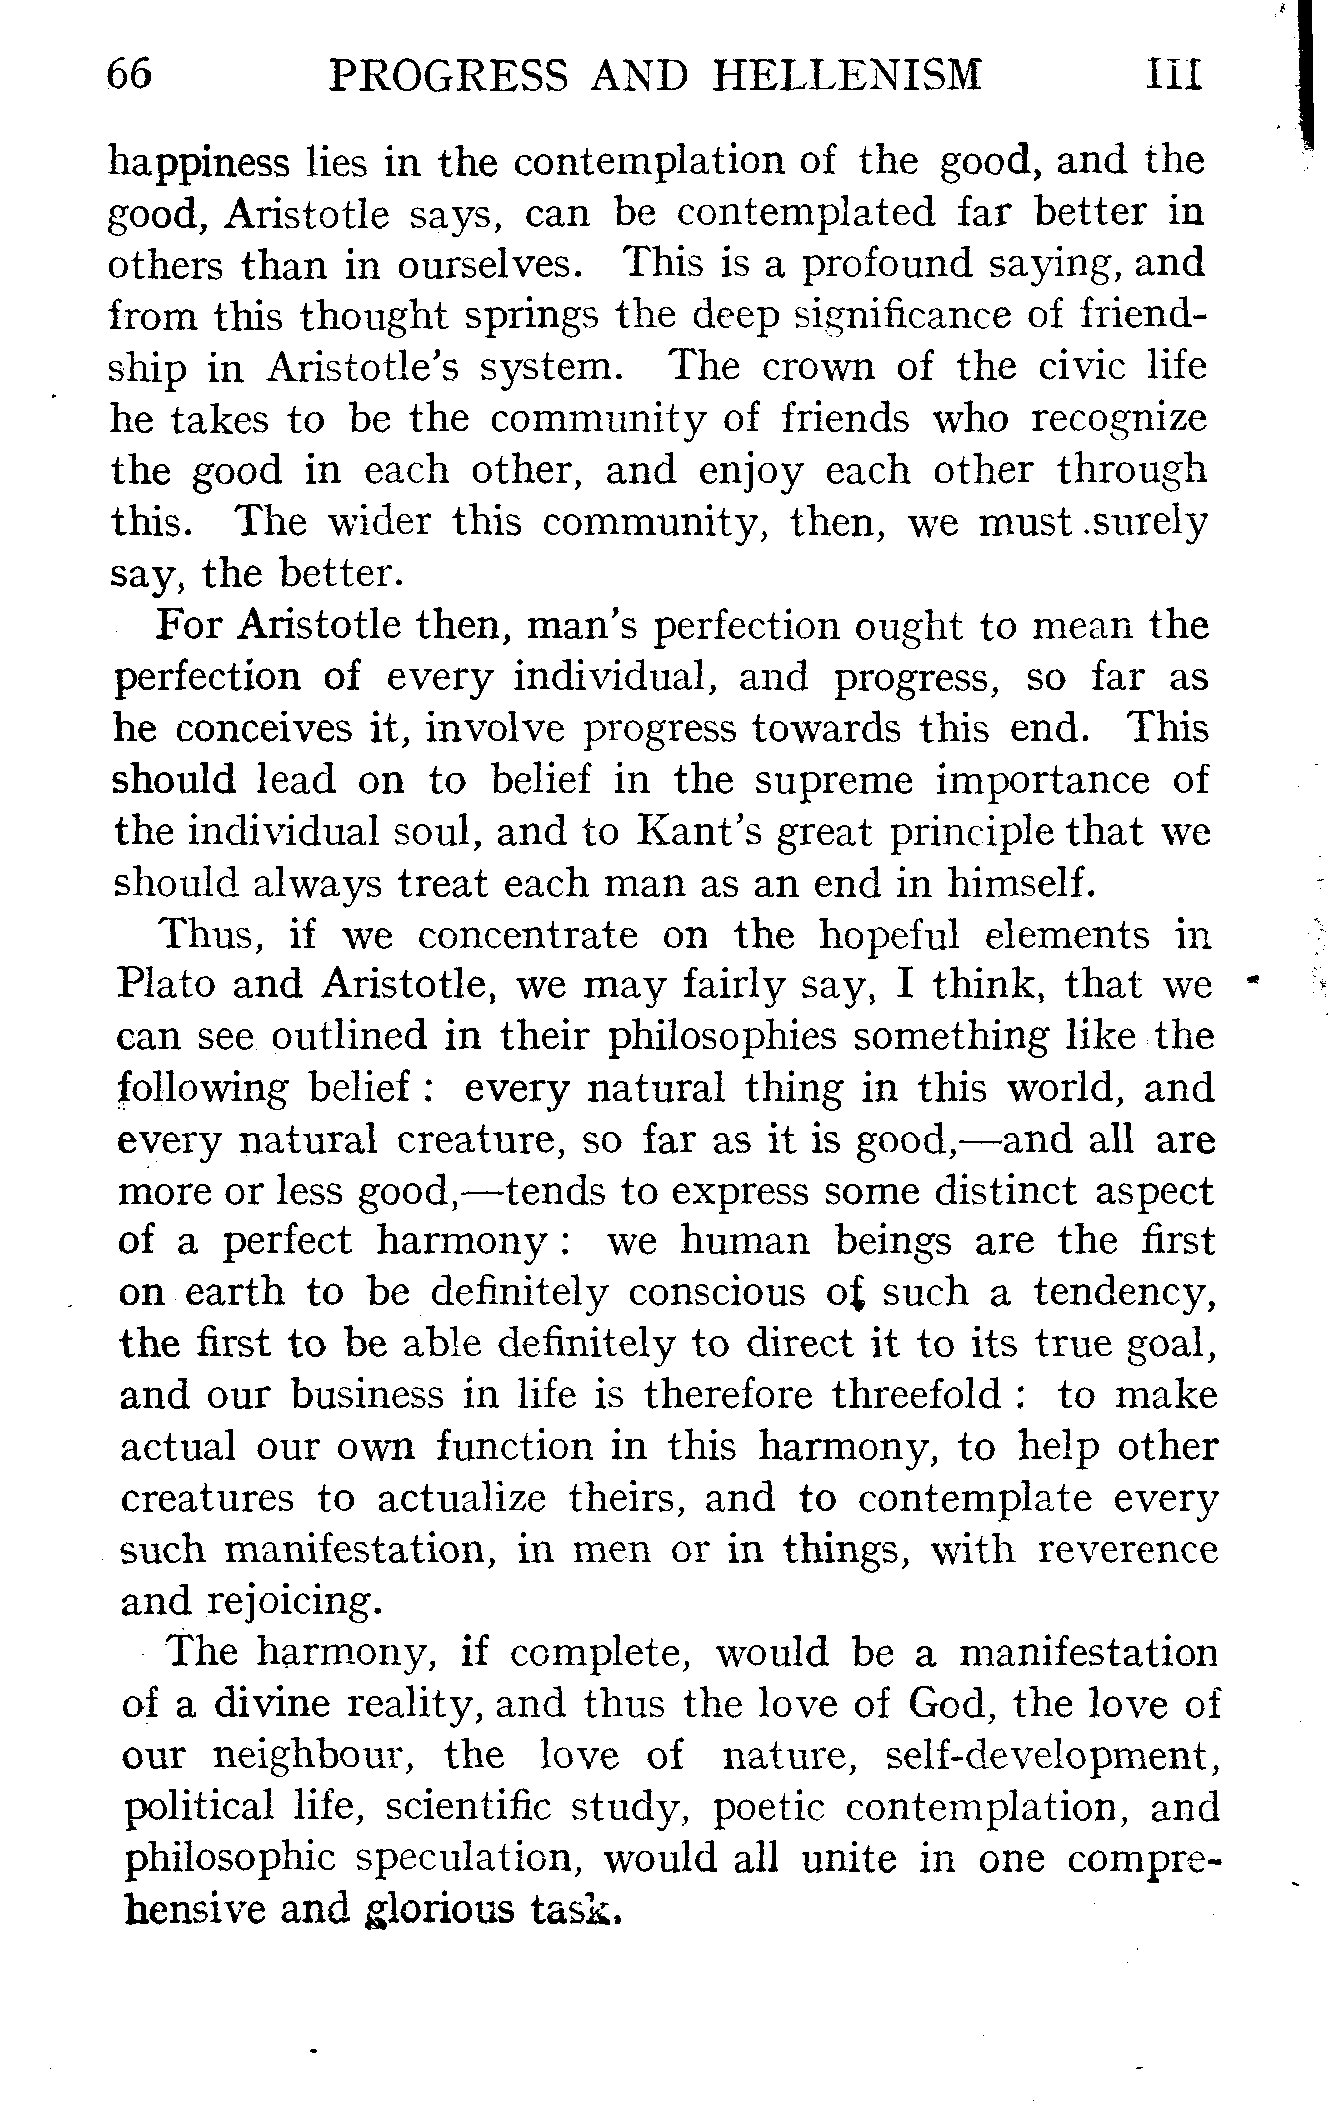 66 PROGRESS AND HELLENISM III
happiness lies in the contemplation of the good, and the
good, Aristotle says, can be contemplated far better in
others than in ourselves. This is a profound saying, and
from this thought springs the deep significance of friend-
ship in Aristotle's system. The crown of the civic life
he takes to be the community of friends who recognize
the good in each other, and enjoy each other through
this. The wider this community, then, we must surely
say, the better.
For Aristotle then, man's perfection ought to mean the
perfection of every individual, and progress, so far as
he conceives it, involve progress towards this end. This
should lead on to belief in the supreme importance of
the individual soul, and to Kant's great principle that we
should always treat each man as an end in himself.
Thus, if we concentrate on the hopeful elements in
Plato and Aristotle, we may fairly say, I think, that we
can see outlined in their philosophies something like the
following belief : every natural thing in this world, and
every natural creature, so far as it is good,—and all are
more or less good,—tends to express some distinct aspect
of a perfect harmony : we human beings are the first
on earth to be definitely conscious of such a tendency,
the first to be able definitely to direct it to its true goal,
and our business in life is therefore threefold : to make
actual our own function in this harmony, to help other
creatures to actualize theirs, and to contemplate every
such manifestation, in men or in things, with reverence
and rejoicing.
The harmony, if complete, would be a manifestation
of a divine reality, and thus the love of God, the love of
our neighbour, the love of nature, self-development,
political life, scientific study, poetic contemplation, and
philosophic speculation, would all unite in one compre-
hensive and glorious task.